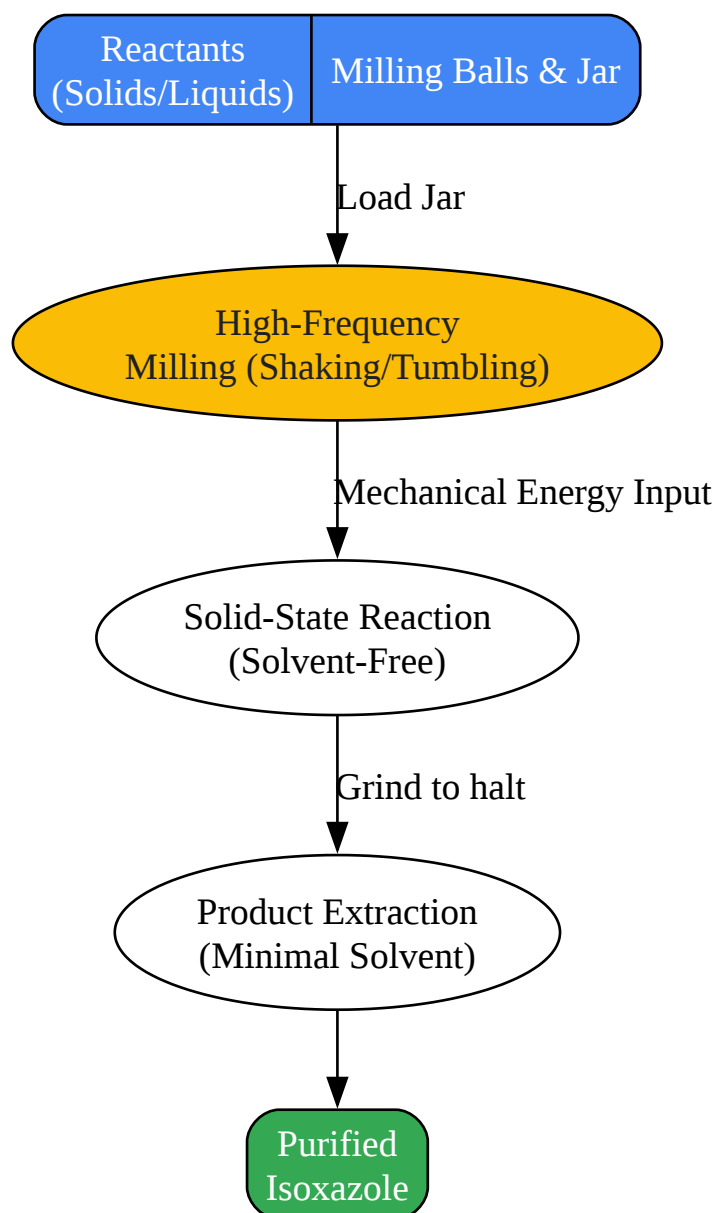 Reactants
(Solids/Liquids)
Milling Balls & Jar
Load Jar
High-Frequency
Milling (Shaking/Tumbling)
Mechanical Energy Input
Solid-State Reaction
(Solvent-Free)
Grind to halt
Product Extraction
(Minimal Solvent)
Purified
Isoxazole